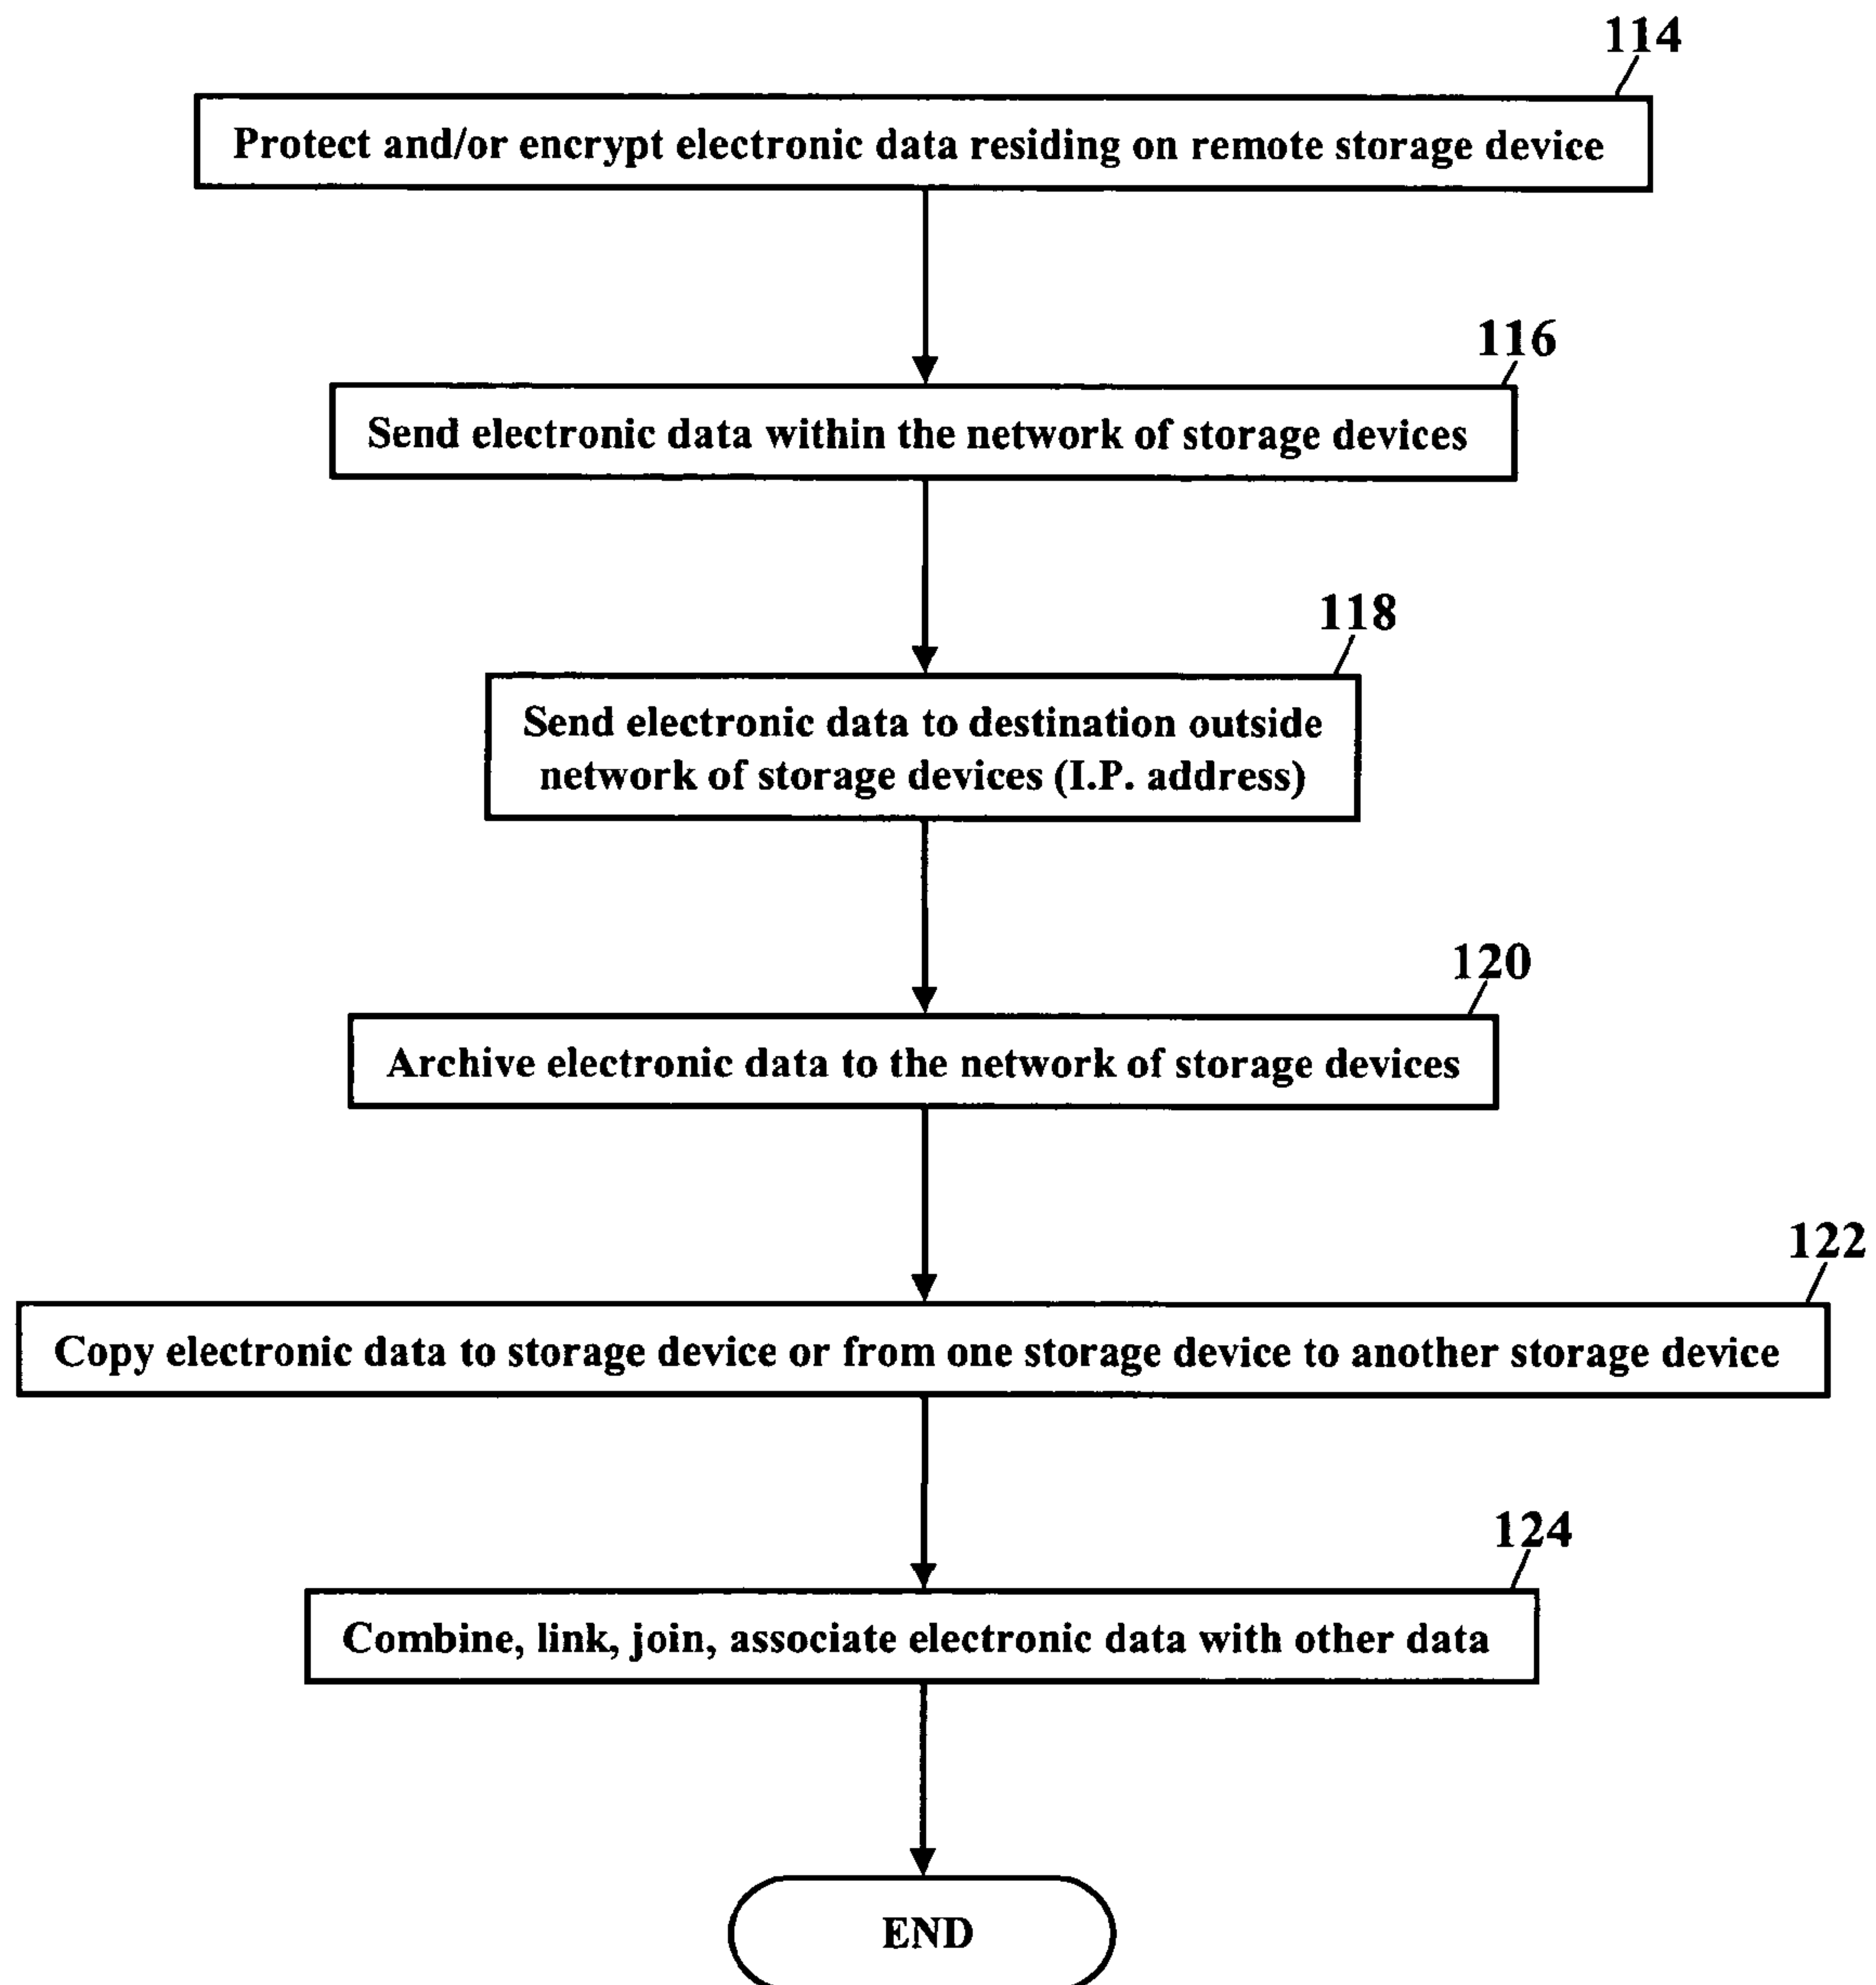 114
Protect and/or encrypt electronic data residing on remote storage device
116
Send electronic data within the network of storage devices
118
Send electronic data to destination outside
network of storage devices (I.P. address)
120
Archive electronic data to the network of storage devices
122
Copy electronic data to storage device or from one storage device to another storage device
124
Combine, link, join, associate electronic data with other data
END